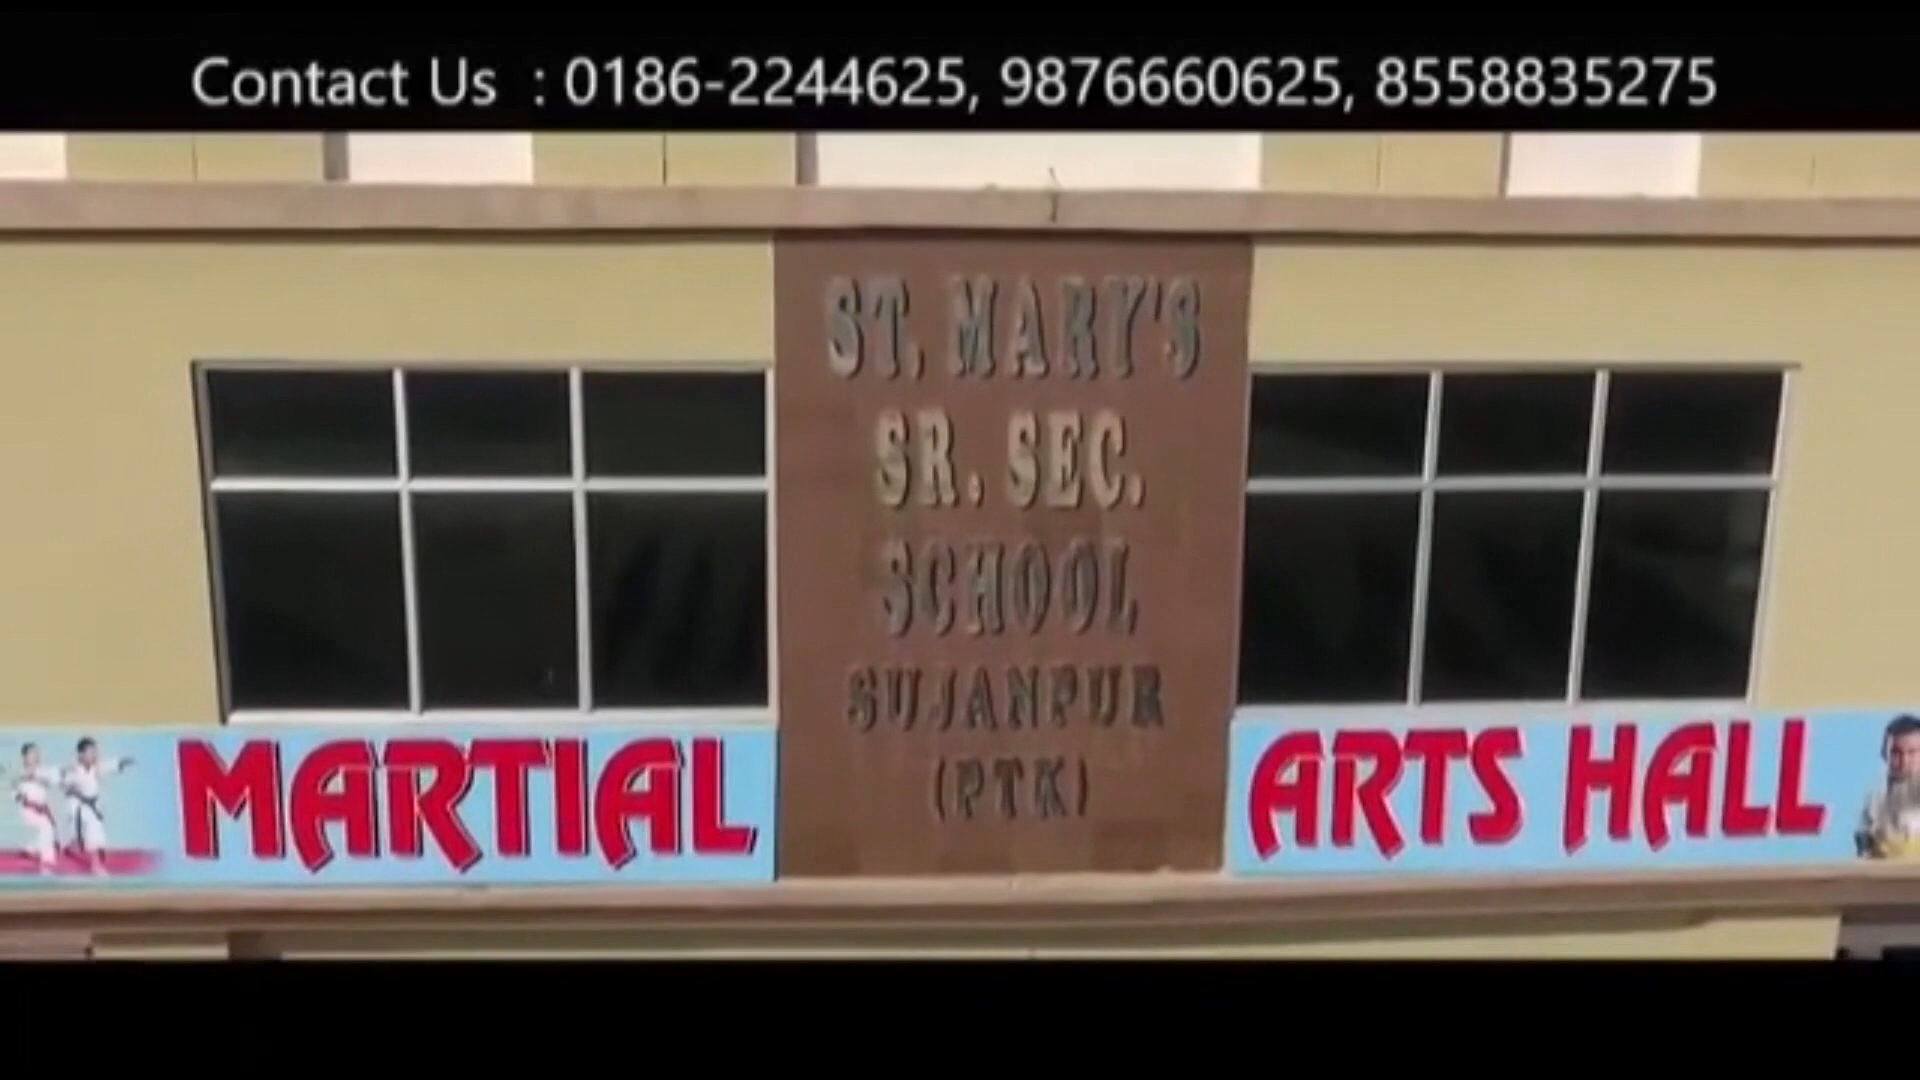 Contact Us : 0186-2244625, 9876660625, 8558835275
ST. MARY'S
SR. SEC.
SCHOOL
SUJANPUR
(PTK)
MARTIAL ARTS HALL